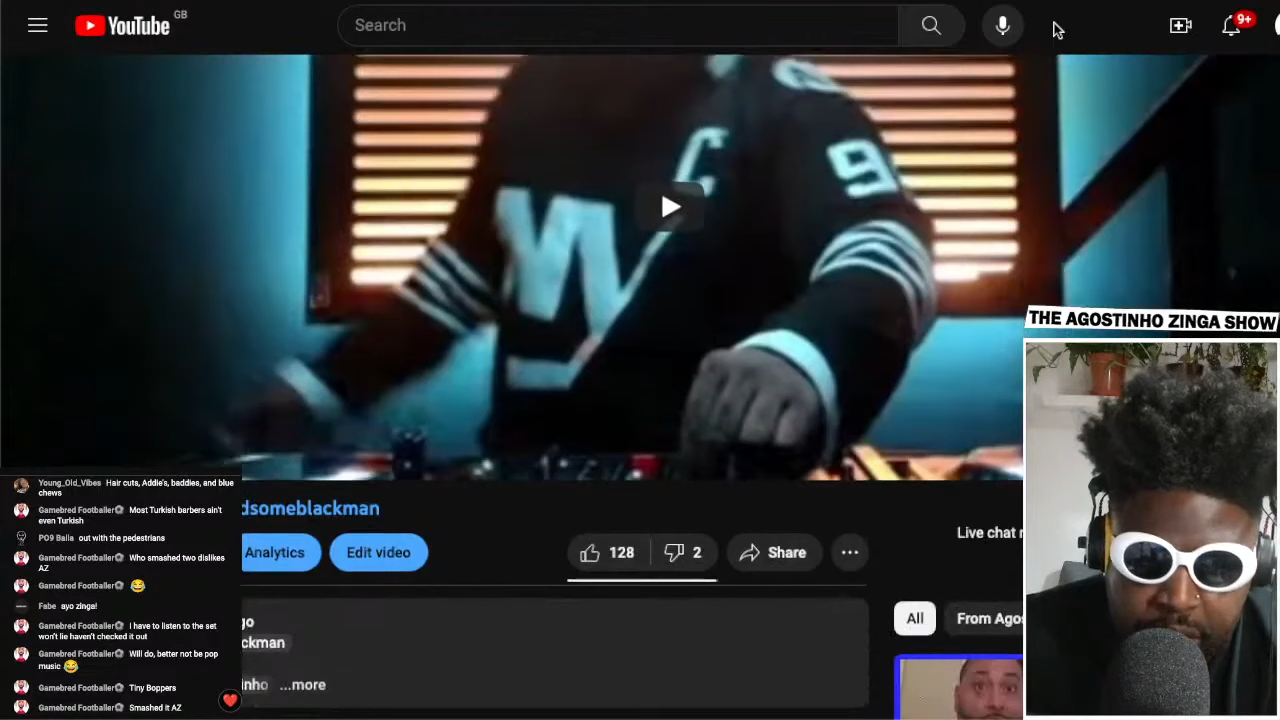 YouTube GB
Search
9+
C
9
THE AGOSTINHO ZINGA SHOW
Young_Old_Vibes Hair cuts, Addie's, baddies, and blue
chews
Gamebred Footballer Most Turkish barbers ain't
even Turkish
PO9 Balla out with the pedestrians
Gamebred Footballer Who smashed two dislikes
AZ
Gamebred Footballer 😂
Fabe ayo zinga!
Gamebred Footballer I have to listen to the set
won't lie haven't checked it out
Gamebred Footballer Will do, better not be pop
music 😂
Gamebred Footballer Tiny Boppers
Gamebred Footballer Smashed it AZ
dsomeblackman
Analytics
Edit video
128
2
Share
Live chat r
go
ckman
inho ...more
All
From Agos